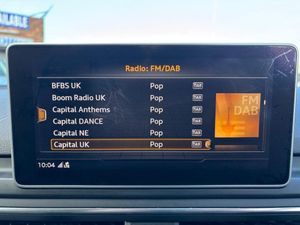 AILABLE
Radio: FM/DAB
BFBS UK Pop
Boom Radio UK Pop
Capital Anthems Pop
Capital DANCE Pop
Capital NE Pop
Capital UK Pop
FM
DAB
10:04